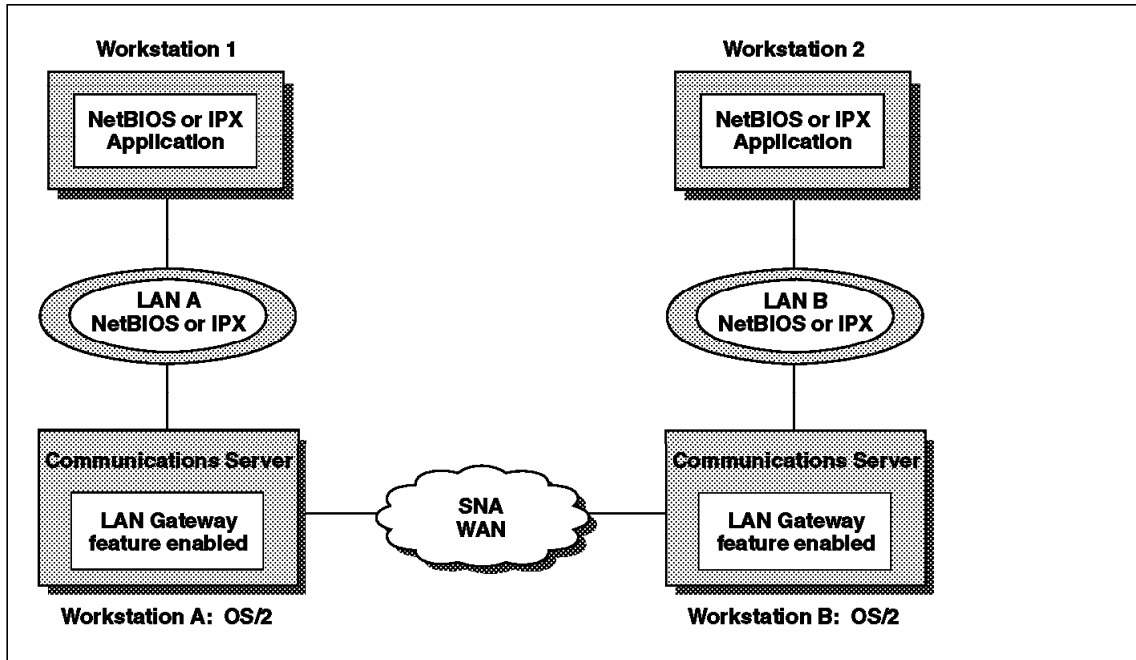 Workstation 1
Workstation 2
NetBIOS or IPX
Application
NetBIOS or IPX
Application
LAN A
NetBIOS or IPX
LAN B
NetBIOS or IPX
Communications Server
LAN Gateway
feature enabled
SNA
WAN
Communications Server
LAN Gateway
feature enabled
Workstation A: OS/2
Workstation B: OS/2